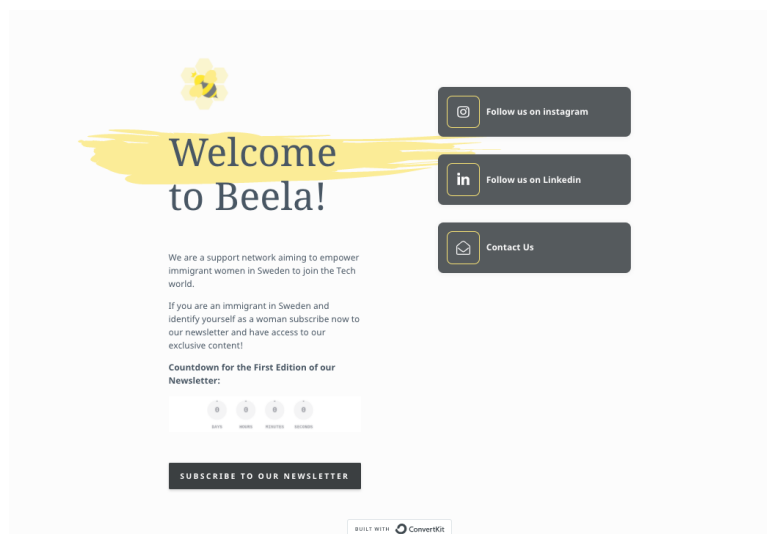 Welcome
to Beela!
We are a support network aiming to empower
immigrant women in Sweden to join the Tech
world.
If you are an immigrant in Sweden and
identify yourself as a woman subscribe now to
our newsletter and have access to our
exclusive content!
Countdown for the First Edition of our
Newsletter:
0 0 0 0
DAYS HOURS MINUTES SECONDS
SUBSCRIBE TO OUR NEWSLETTER
Follow us on instagram
in Follow us on Linkedin
Contact Us
BUILT WITH ConvertKit